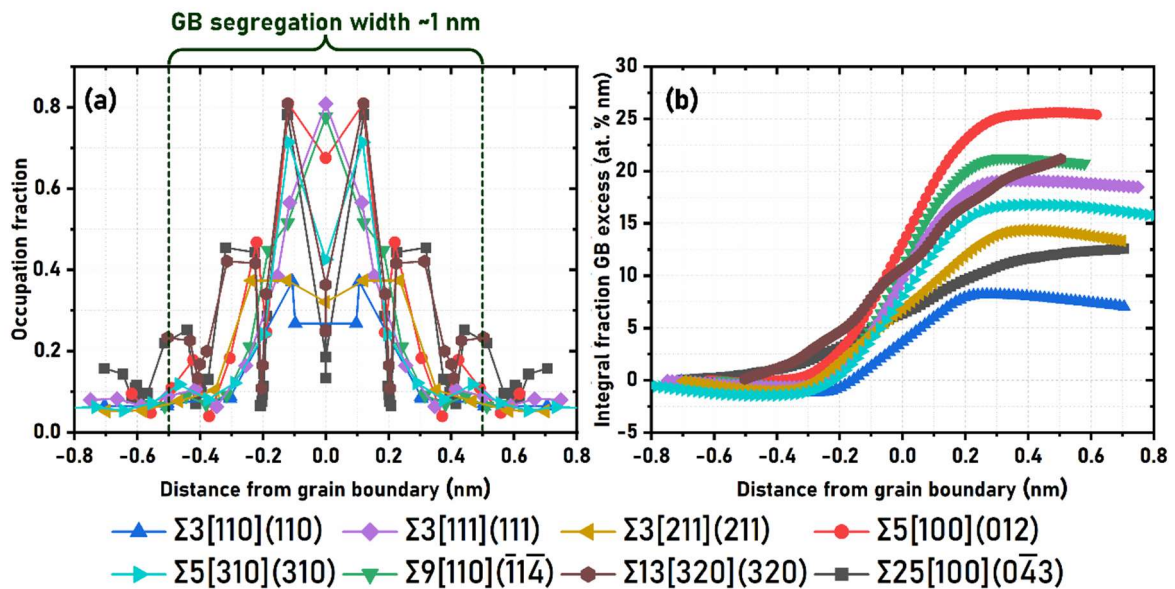 GB segregation width ~1 nm
(a)
Occupation fraction
0.8
0.6
0.4
0.2
0.0
−0.8 −0.6 −0.4 −0.2 0.0 0.2 0.4 0.6 0.8
Distance from grain boundary (nm)
(b)
Integral fraction GB excess (at. % nm)
30
25
20
15
10
5
0
−5
−0.8 −0.6 −0.4 −0.2 0.0 0.2 0.4 0.6 0.8
Distance from grain boundary (nm)
Σ3[110](110) Σ3[111](111) Σ3[211](211) Σ5[100](012)
Σ5[310](310) Σ9[110](1̅1̅4̅) Σ13[320](320) Σ25[100](04̅3)